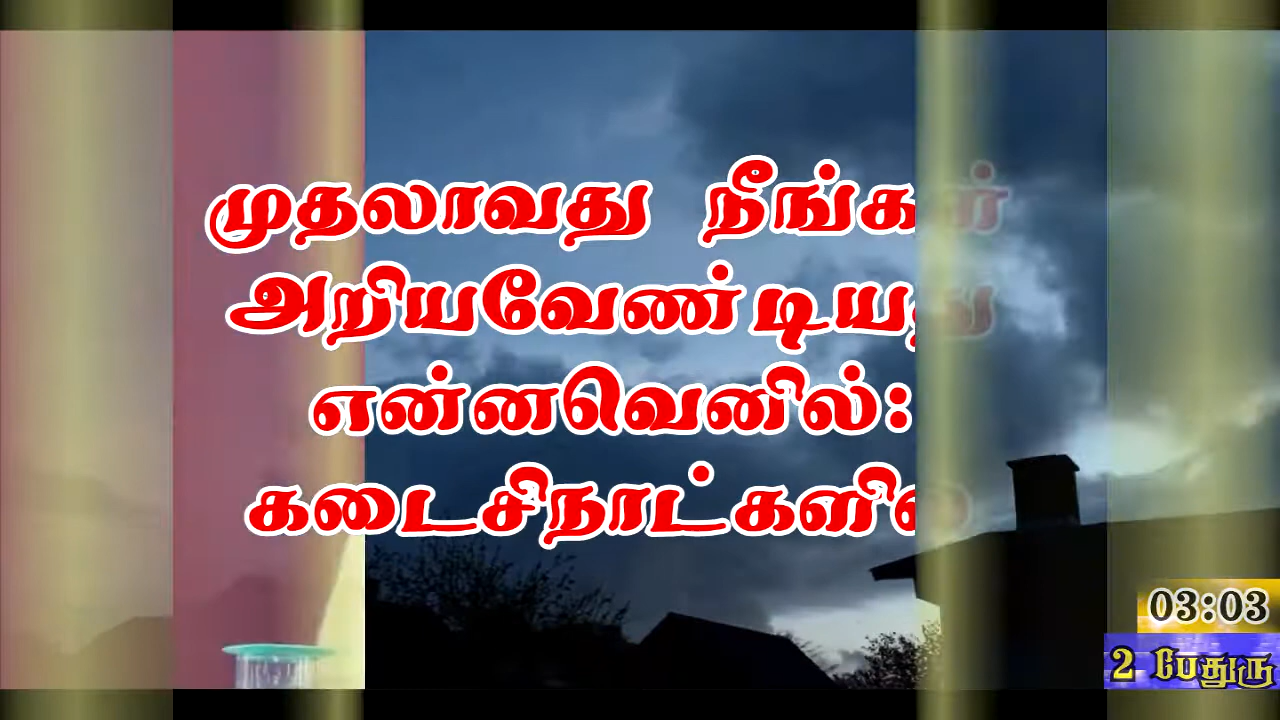 முதலாவது நீங்கள்
அறியவேண்டியது
என்னவெனில்:
கடைசிநாட்களில்
03:03
2 பேதுரு